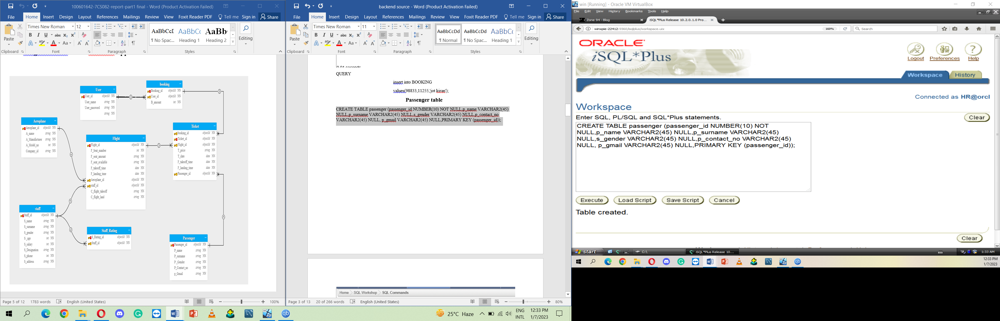 100601642-7CS082-report-part1 final - Word (Product Activation Failed)
File Home Insert Design Layout References Mailings Review View Foxit Reader PDF Tell me Sign in Share
Paste
Times New Roman 12
B I U abc x₂ x²
Aa
AaBbCcI AaBbC( AaBb(
¶ No Spac... Heading 1 Heading 2
Editing
Clipboard Font Paragraph Styles
User
User_id objectId NN
User_name string NN
User_password string NN
string NN
booking
Booking_id objectId NN
User_id objectId NN
B_amount int NN
Aeroplane
Aeroplane_id objectId NN
A_name string NN
A_Manufacturer string NN
A_Model_no int NN
Company_id string NN
Flight
Flight_id objectId NN
F_Seat_number int NN
F_seat_amount string NN
F_seat_available string NN
F_takeoff_time date NN
F_landing_time date NN
Aeroplane_id objectId NN
staff_id objectId NN
C_flight_takeoff string NN
C_flight_land string NN
Ticket
booking_id objectId NN
Ticket_id objectId NN
Flight_id objectId NN
T_price string NN
T_date date NN
F_takeoff_time date NN
F_landing_time date NN
Passenger_id objectId NN
staff
Staff_id objectId NN
S_name string NN
S_surname string NN
S_gender string NN
S_age int NN
S_salary int NN
S_Designation string NN
S_phone int NN
S_address string NN
Staff_Rating
S_Rating_id objectId NN
Staff_id objectId NN
Passenger
Passenger_id objectId NN
P_name string NN
P_surname string NN
P_Gender string NN
P_Contact_no string NN
p_Gmail string NN
Page 5 of 12 1783 words English (United States) 100%
backend source - Word (Product Activation Failed)
File Home Insert Design Layout References Mailings Review View Foxit Reader PDF Tell me Sign in Share
Paste
Times New Roman 11
B I U abc x₂ x²
Aa
AaBbCcDd AaBbCcDd AaBbC(
¶ Normal ¶ No Spac... Heading 1
Editing
Clipboard Font Paragraph Styles
0.01 seconds
QUERY
insert into BOOKING
values(98833,11255,'jot kiran');
Passenger table
CREATE TABLE passenger (passenger_id NUMBER(10) NOT NULL,p_name VARCHAR2(45)
NULL,p_surname VARCHAR2(45) NULL,s_gender VARCHAR2(45) NULL,p_contact_no
VARCHAR2(45) NULL, p_gmail VARCHAR2(45) NULL,PRIMARY KEY (passenger_id));
Home SQL Workshop SQL Commands
Page 3 of 13 20 of 266 words English (United States) 80%
25°C Haze ENG INTL 12:33 PM 1/7/2023
win [Running] - Oracle VM VirtualBox
File Edit View History Bookmarks Tools Help
Zone 94 - Blog iSQL*Plus Release 10.2.0.1.0 Pro...
winxpie-22412:5560/isqlplus/workspace.uix 160% Search
ORACLE
iSQL*Plus
Logout Preferences Help
Workspace History
Connected as HR@orcl
Workspace
Enter SQL, PL/SQL and SQL*Plus statements.
Clear
CREATE TABLE passenger (passenger_id NUMBER(10) NOT
NULL,p_name VARCHAR2(45) NULL,p_surname VARCHAR2(45)
NULL,s_gender VARCHAR2(45) NULL,p_contact_no VARCHAR2(45)
NULL, p_gmail VARCHAR2(45) NULL,PRIMARY KEY (passenger_id));
Execute Load Script Save Script Cancel
Table created.
Clear
start C:\ iSQL*Plus Release 10... 1:33 AM
12:33 PM
1/7/2023